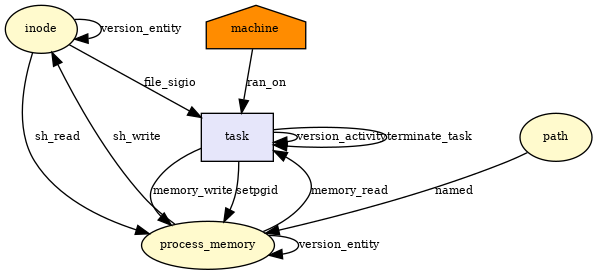 inode
version_entity
machine
file_sigio
ran_on
sh_read
sh_write
task
version_activity
terminate_task
path
memory_write
setpgid
memory_read
named
process_memory
version_entity